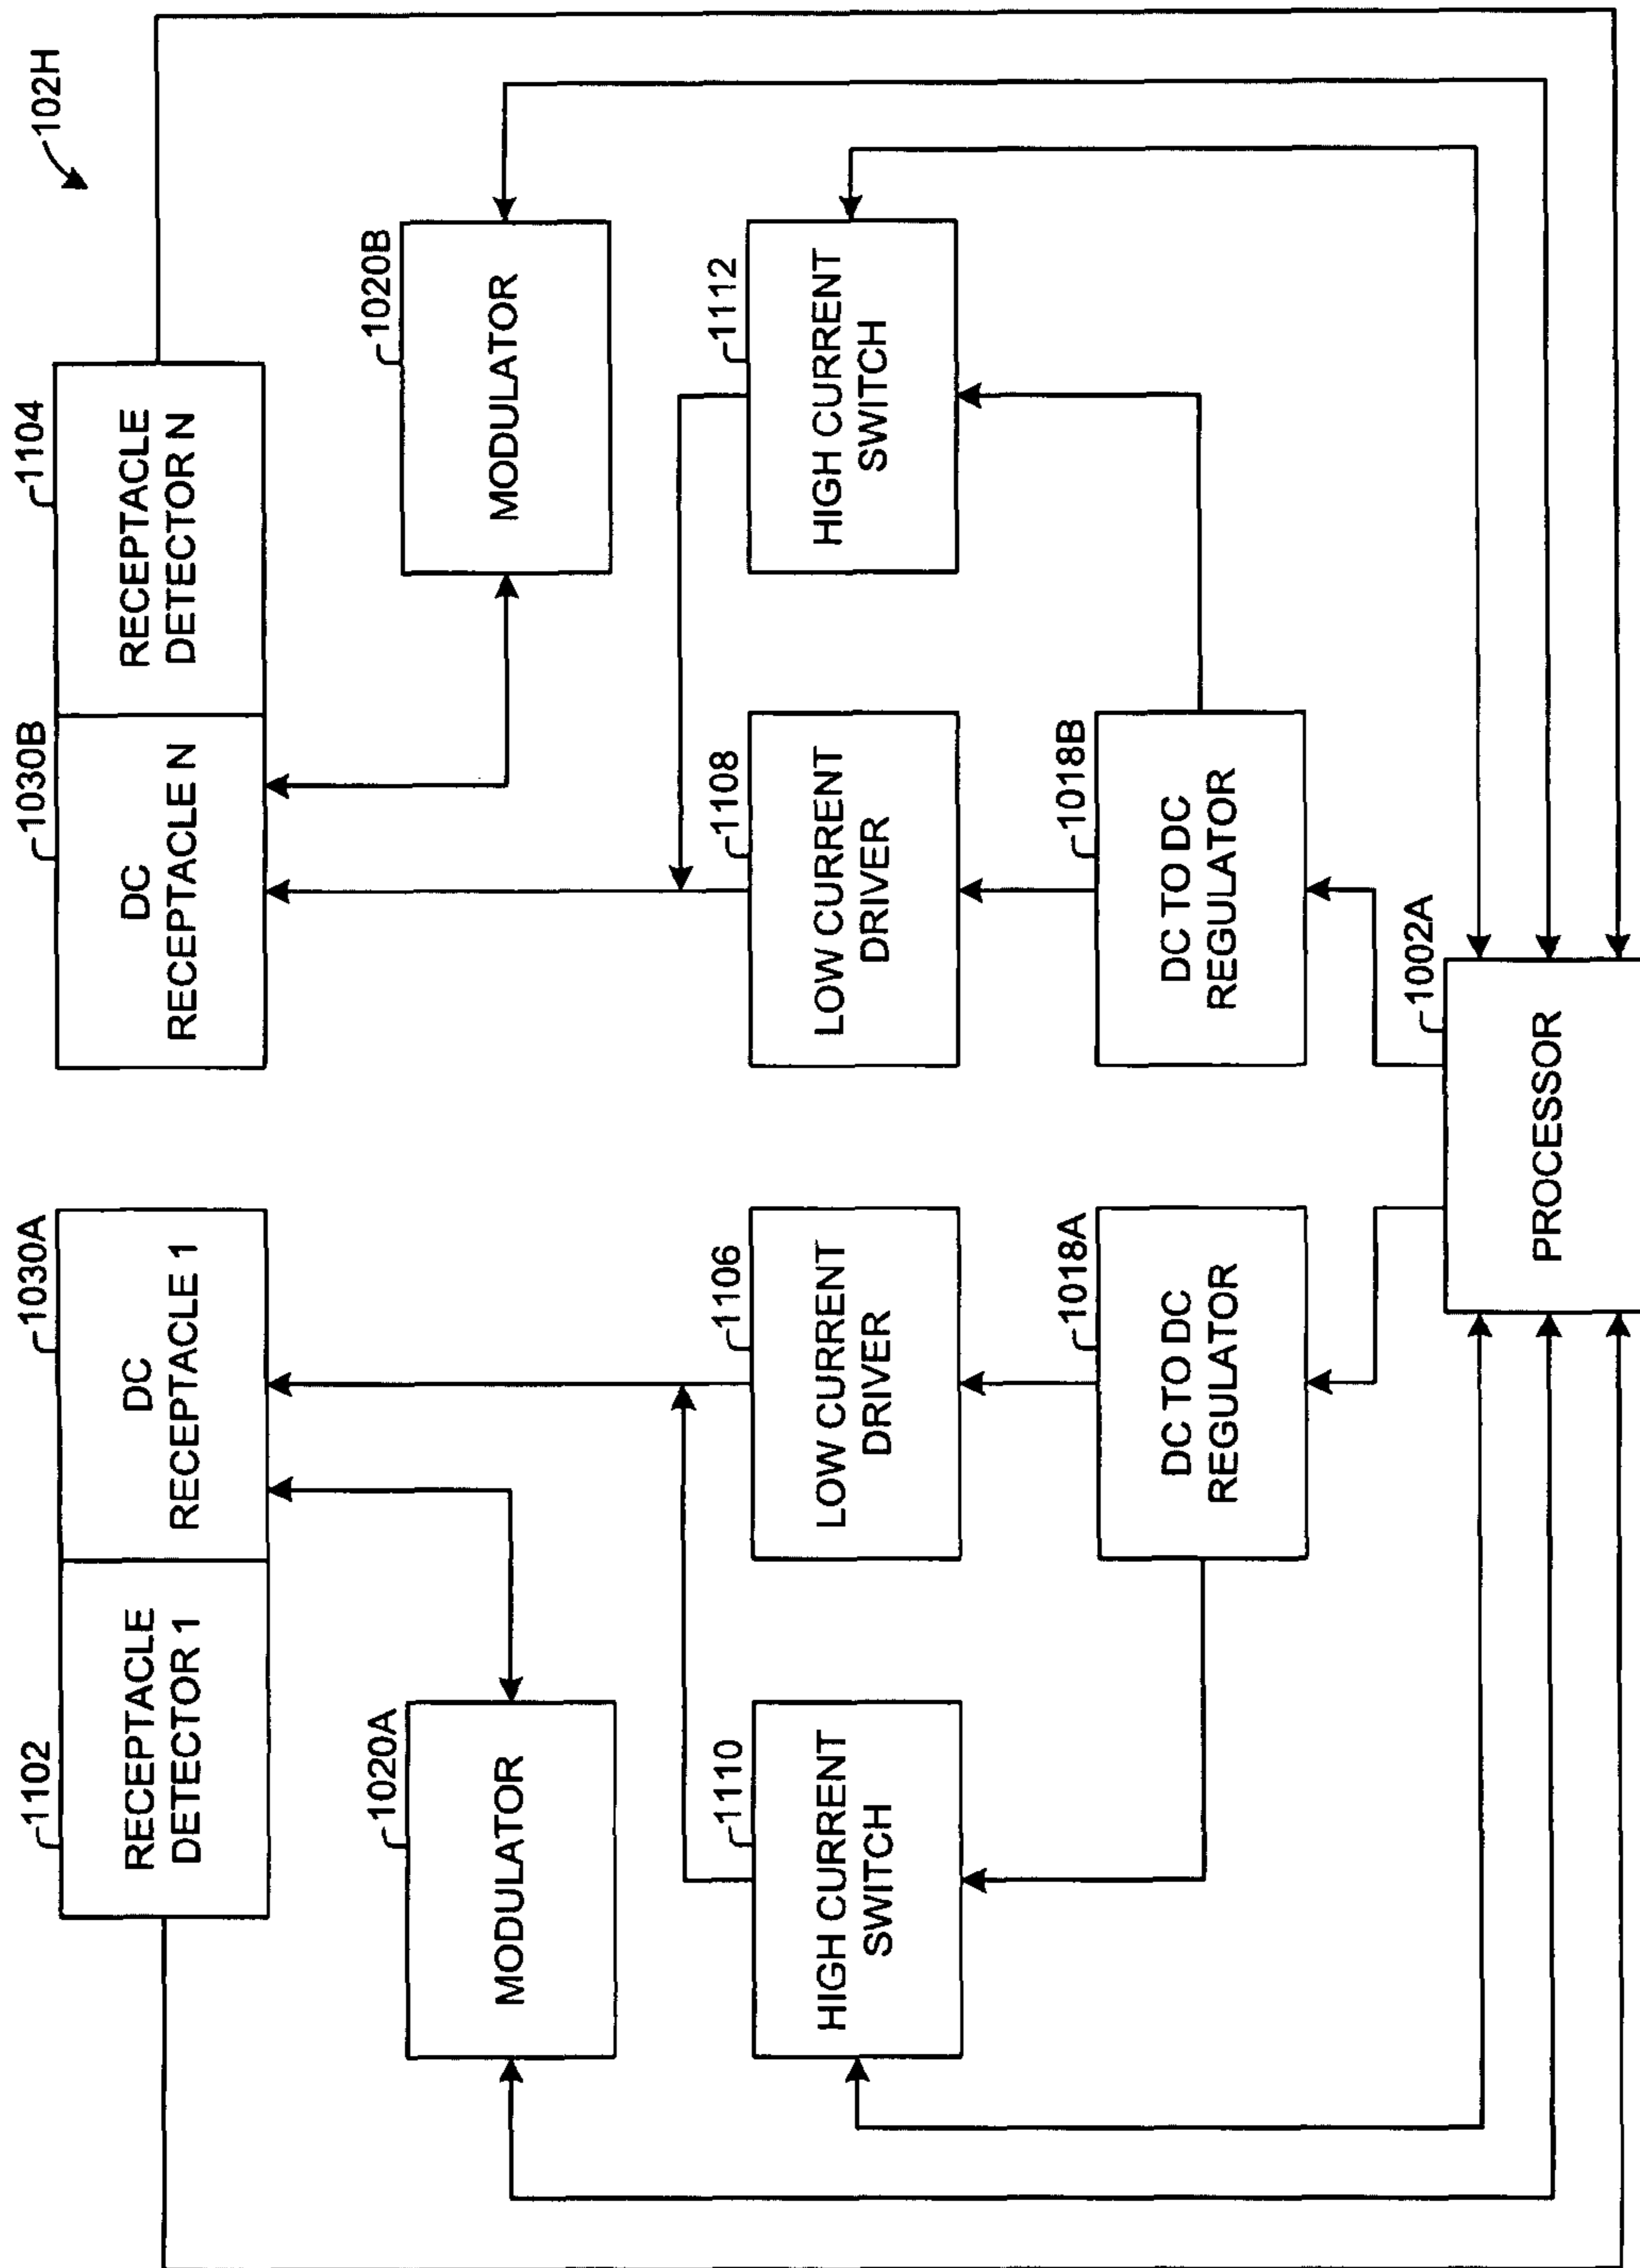 102H
1102
RECEPTACLE
DETECTOR 1
1030A
DC
RECEPTACLE 1
1030B
DC
RECEPTACLE N
1104
RECEPTACLE
DETECTOR N
1020A
MODULATOR
1020B
MODULATOR
1110
HIGH CURRENT
SWITCH
1106
LOW CURRENT
DRIVER
1108
LOW CURRENT
DRIVER
1112
HIGH CURRENT
SWITCH
1018A
DC TO DC
REGULATOR
1018B
DC TO DC
REGULATOR
1002A
PROCESSOR